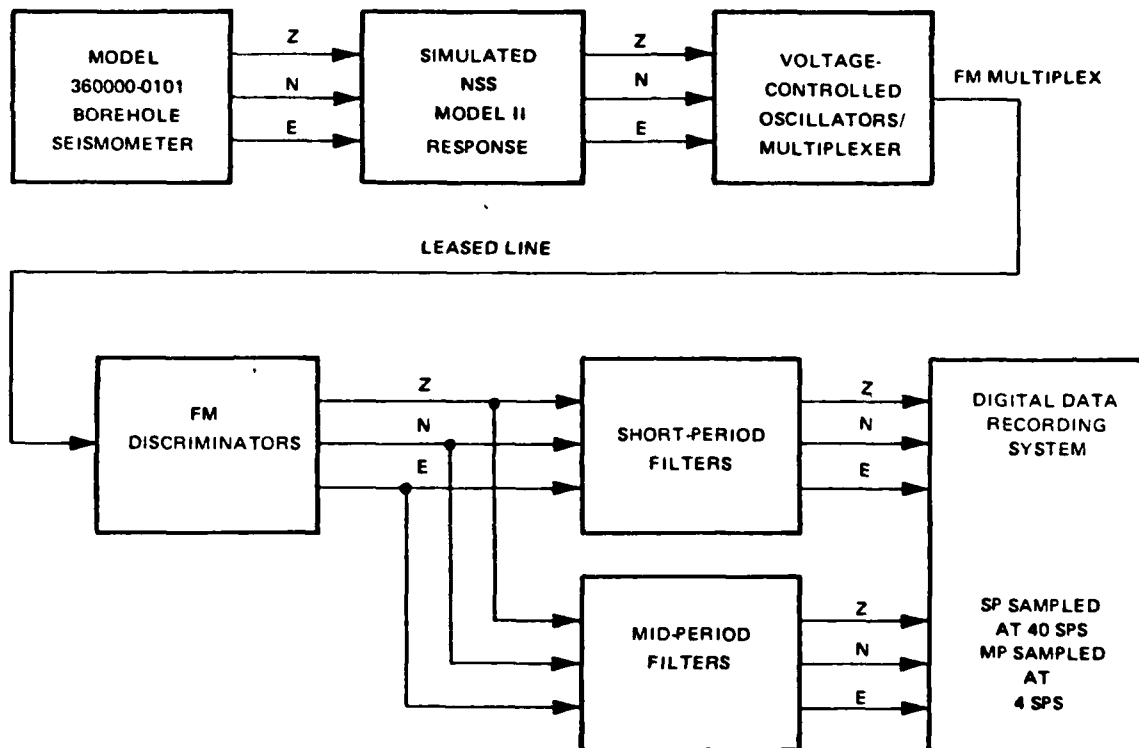 MODEL
360000-0101
BOREHOLE
SEISMOMETER
Z
N
E
SIMULATED
NSS
MODEL II
RESPONSE
Z
N
E
VOLTAGE-
CONTROLLED
OSCILLATORS/
MULTIPLEXER
FM MULTIPLEX
LEASED LINE
FM
DISCRIMINATORS
Z
N
E
SHORT-PERIOD
FILTERS
Z
N
E
DIGITAL DATA
RECORDING
SYSTEM
MID-PERIOD
FILTERS
Z
N
E
SP SAMPLED
AT 40 SPS
MP SAMPLED
AT
4 SPS